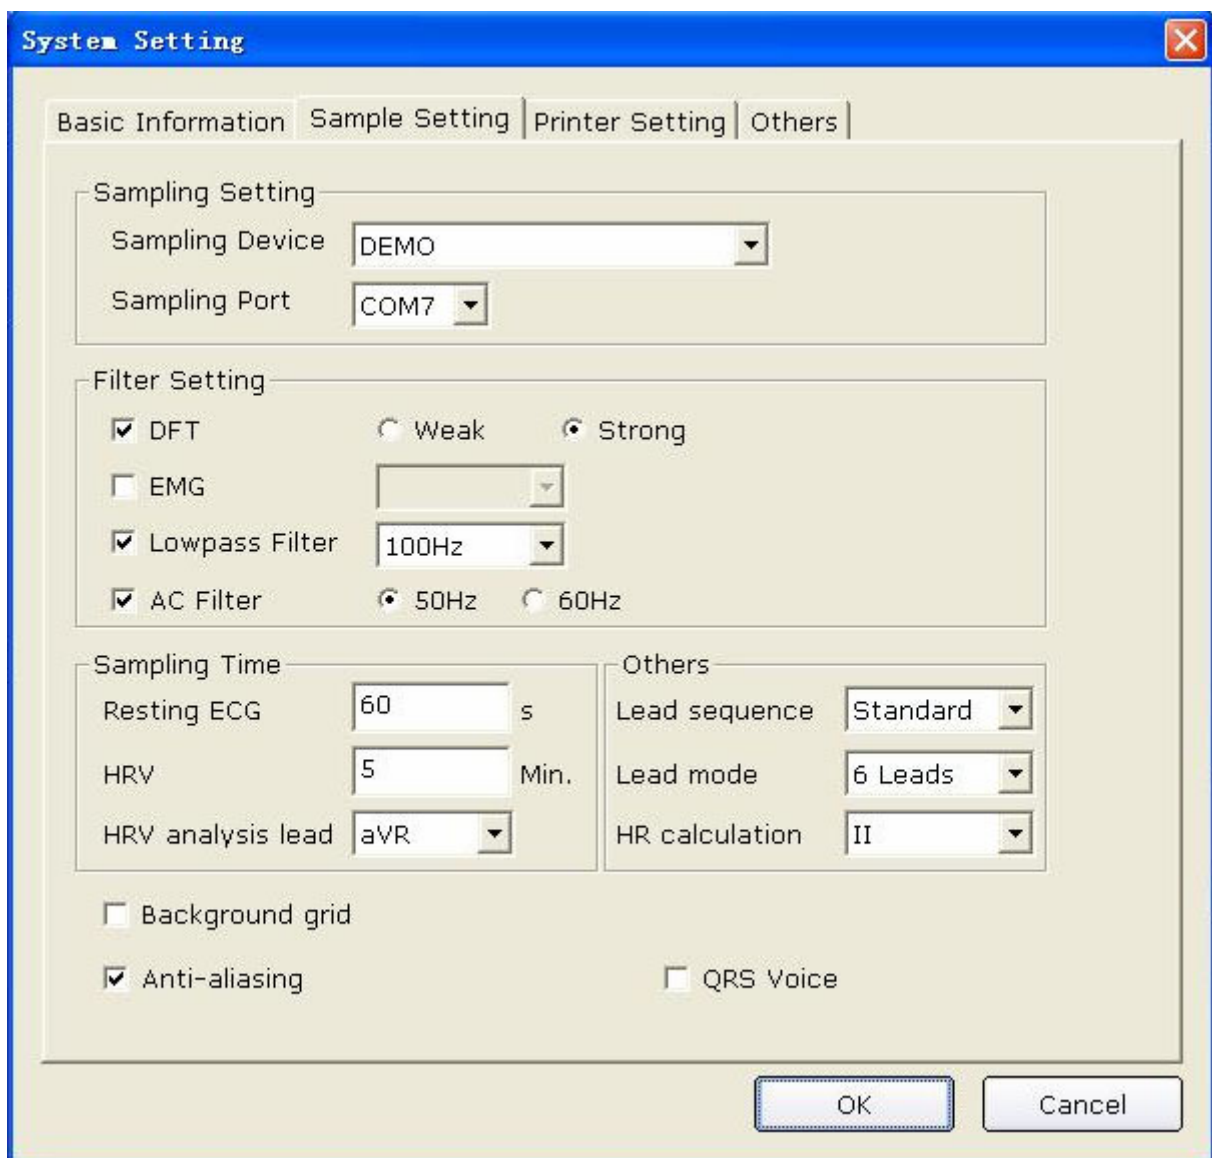 System Setting
Basic Information Sample Setting Printer Setting Others
Sampling Setting
Sampling Device DEMO
Sampling Port COM7
Filter Setting
DFT Weak Strong
EMG
Lowpass Filter 100Hz
AC Filter 50Hz 60Hz
Sampling Time
Resting ECG 60 s
HRV 5 Min.
HRV analysis lead aVR
Others
Lead sequence Standard
Lead mode 6 Leads
HR calculation II
Background grid
Anti-aliasing QRS Voice
OK Cancel